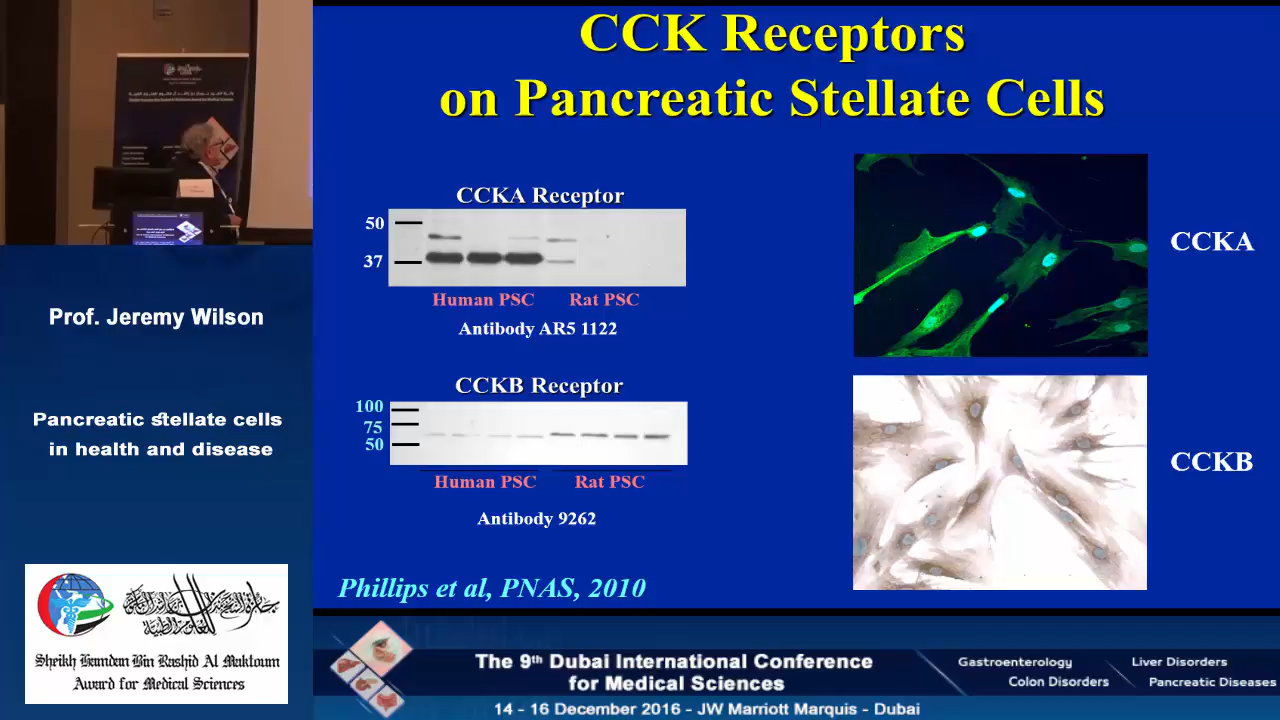 CCK Receptors
on Pancreatic Stellate Cells
CCKA Receptor
50
37
Human PSC Rat PSC
Antibody AR5 1122
CCKA
CCKB Receptor
100
75
50
Human PSC Rat PSC
Antibody 9262
CCKB
Phillips et al, PNAS, 2010
Prof. Jeremy Wilson
Pancreatic stellate cells
in health and disease
Sheikh Hamdan Bin Rashid Al Maktoum
Award for Medical Sciences
The 9th Dubai International Conference
for Medical Sciences
14 - 16 December 2016 - JW Marriott Marquis - Dubai
Gastroenterology
Liver Disorders
Colon Disorders
Pancreatic Diseases